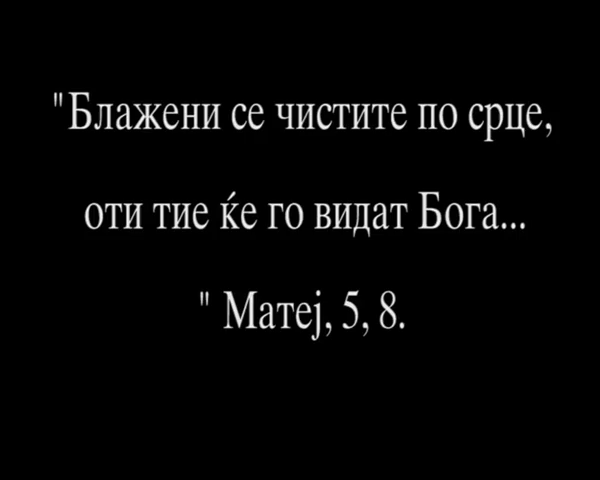 "Блажени се чистите по срце,
оти тие ќе го видат Бога...
" Матеј, 5, 8.